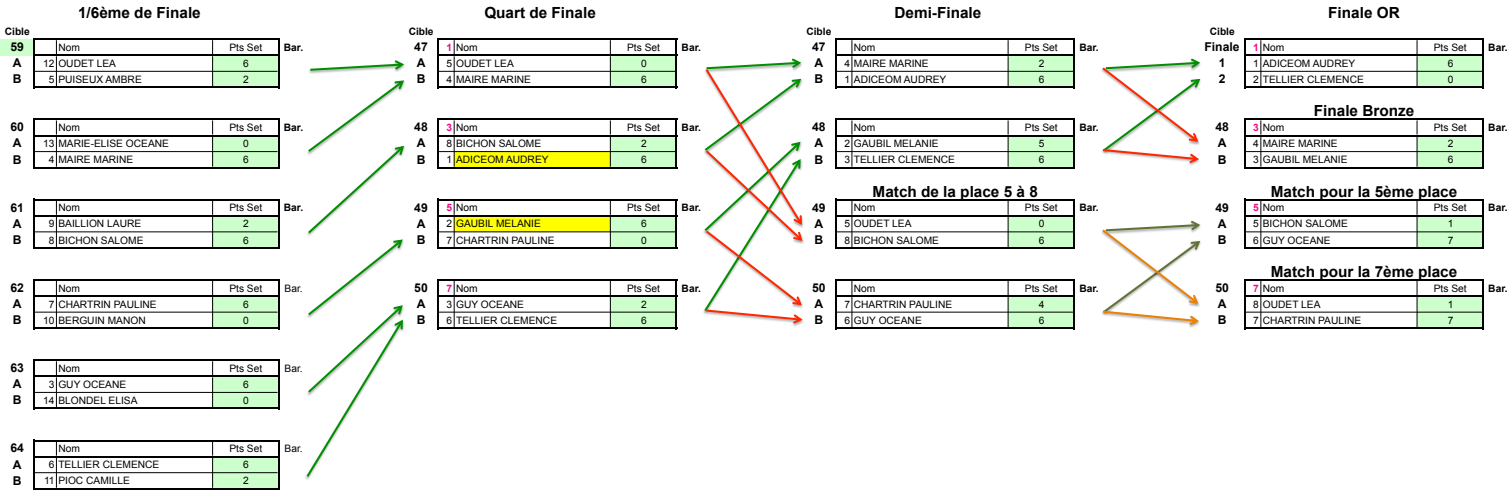 1/6ème de Finale
Cible
59 Nom Pts Set Bar.
A 12 OUDET LEA 6
B 5 PUISEUX AMBRE 2
60 Nom Pts Set Bar.
A 13 MARIE-ELISE OCEANE 0
B 4 MAIRE MARINE 6
61 Nom Pts Set Bar.
A 9 BAILLION LAURE 2
B 8 BICHON SALOME 6
62 Nom Pts Set Bar.
A 7 CHARTRIN PAULINE 6
B 10 BERGUIN MANON 0
63 Nom Pts Set Bar.
A 3 GUY OCEANE 6
B 14 BLONDEL ELISA 0
64 Nom Pts Set Bar.
A 6 TELLIER CLEMENCE 6
B 11 PIOC CAMILLE 2
Quart de Finale
Cible
47 1 Nom Pts Set Bar.
A 5 OUDET LEA 0
B 4 MAIRE MARINE 6
48 3 Nom Pts Set Bar.
A 8 BICHON SALOME 2
B 1 ADICEOM AUDREY 6
49 5 Nom Pts Set Bar.
A 2 GAUBIL MELANIE 6
B 7 CHARTRIN PAULINE 0
50 7 Nom Pts Set Bar.
A 3 GUY OCEANE 2
B 6 TELLIER CLEMENCE 6
Demi-Finale
Cible
47 Nom Pts Set Bar.
A 4 MAIRE MARINE 2
B 1 ADICEOM AUDREY 6
48 Nom Pts Set Bar.
A 2 GAUBIL MELANIE 5
B 3 TELLIER CLEMENCE 6
Match de la place 5 à 8
49 Nom Pts Set Bar.
A 5 OUDET LEA 0
B 8 BICHON SALOME 6
50 Nom Pts Set Bar.
A 7 CHARTRIN PAULINE 4
B 6 GUY OCEANE 6
Finale OR
Cible
Finale 1 Nom Pts Set Bar.
1 1 ADICEOM AUDREY 6
2 2 TELLIER CLEMENCE 0
Finale Bronze
48 3 Nom Pts Set Bar.
A 4 MAIRE MARINE 2
B 3 GAUBIL MELANIE 6
Match pour la 5ème place
49 5 Nom Pts Set Bar.
A 5 BICHON SALOME 1
B 6 GUY OCEANE 7
Match pour la 7ème place
50 7 Nom Pts Set Bar.
A 8 OUDET LEA 1
B 7 CHARTRIN PAULINE 7